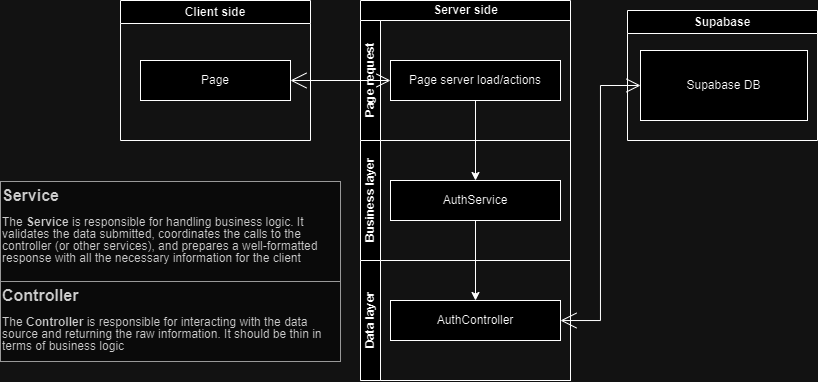 Client side
Page
Server side
Page request
Page server load/actions
Business layer
AuthService
Data layer
AuthController
Supabase
Supabase DB
Service
The Service is responsible for handling business logic. It
validates the data submitted, coordinates the calls to the
controller (or other services), and prepares a well-formatted
response with all the necessary information for the client
Controller
The Controller is responsible for interacting with the data
source and returning the raw information. It should be thin in
terms of business logic